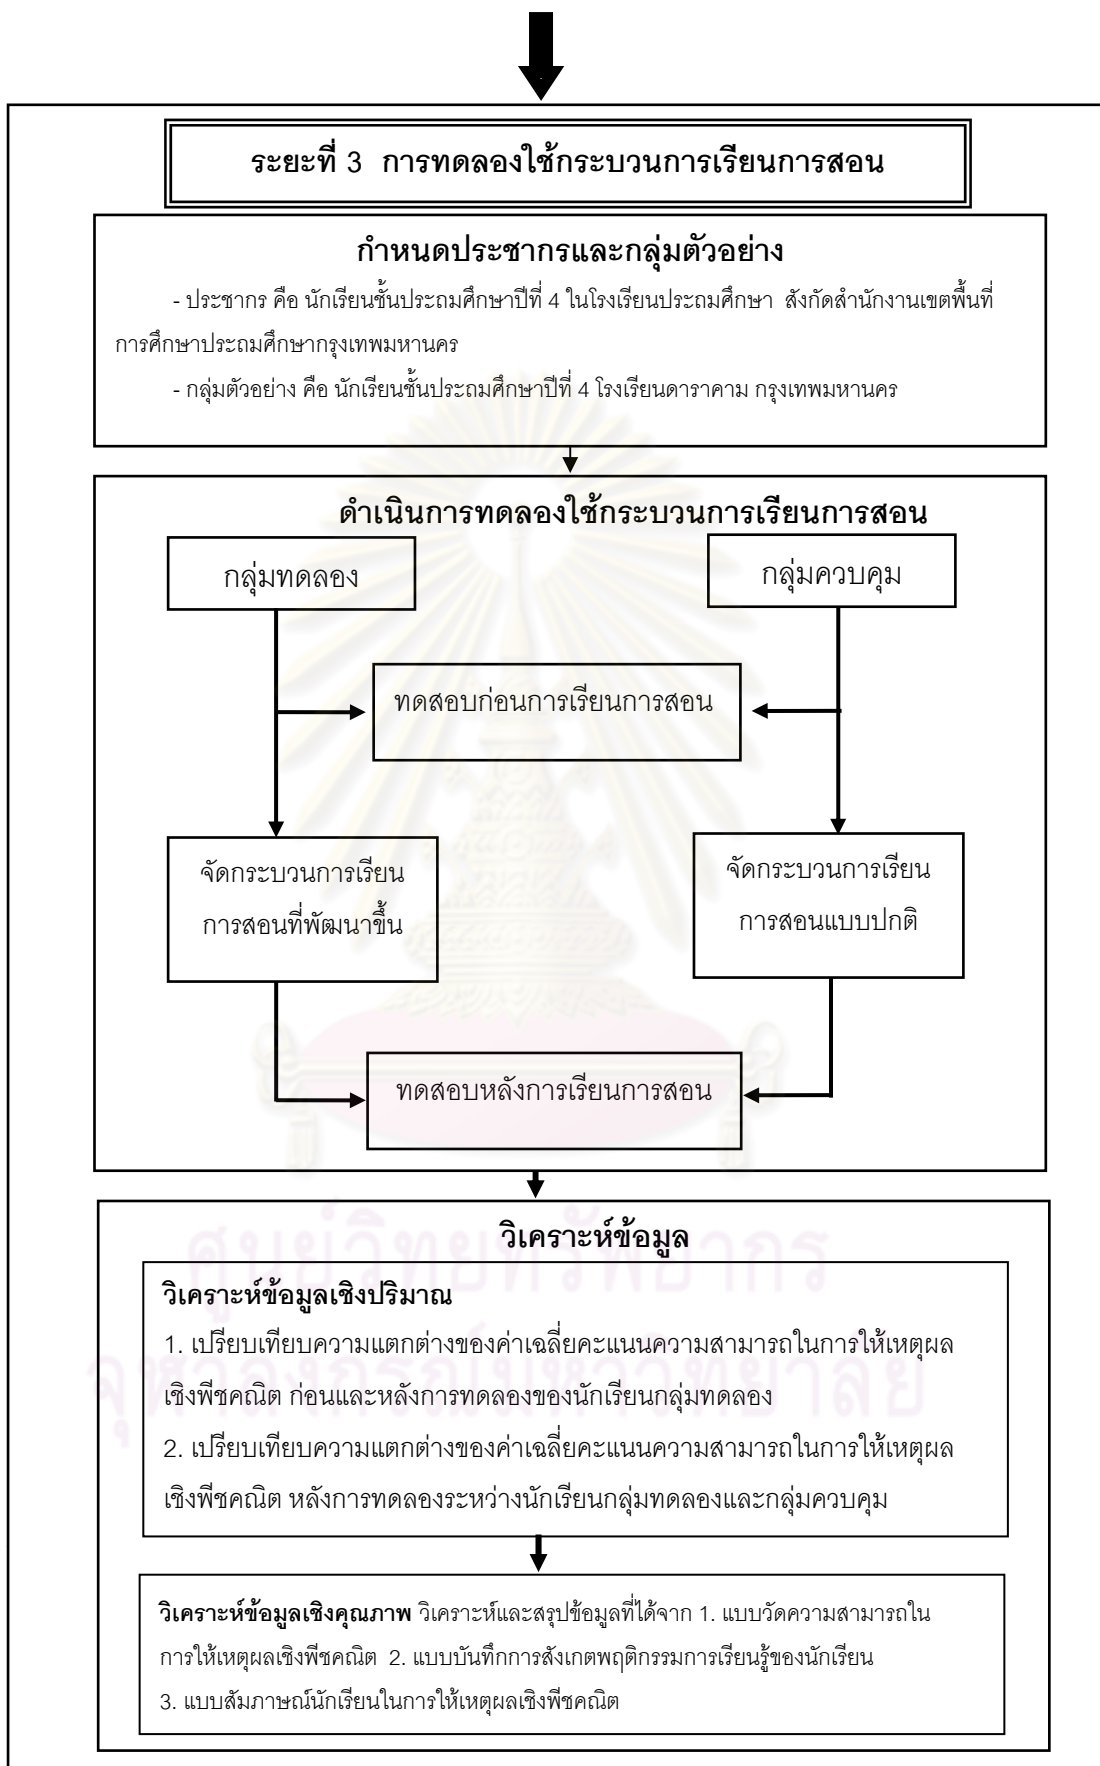 ระยะที่ 3  การทดลองใช้กระบวนการเรียนการสอน
กำหนดประชากรและกลุ่มตัวอย่าง
- ประชากร คือ นักเรียนชั้นประถมศึกษาปีที่ 4 ในโรงเรียนประถมศึกษา สังกัดสำนักงานเขตพื้นที่
การศึกษาประถมศึกษากรุงเทพมหานคร
- กลุ่มตัวอย่าง คือ นักเรียนชั้นประถมศึกษาปีที่ 4 โรงเรียนดาราคาม กรุงเทพมหานคร
ดำเนินการทดลองใช้กระบวนการเรียนการสอน
กลุ่มทดลอง
กลุ่มควบคุม
ทดสอบก่อนการเรียนการสอน
จัดกระบวนการเรียน
การสอนที่พัฒนาขึ้น
จัดกระบวนการเรียน
การสอนแบบปกติ
ทดสอบหลังการเรียนการสอน
วิเคราะห์ข้อมูล
วิเคราะห์ข้อมูลเชิงปริมาณ
1. เปรียบเทียบความแตกต่างของค่าเฉลี่ยคะแนนความสามารถในการให้เหตุผล
เชิงพีชคณิต ก่อนและหลังการทดลองของนักเรียนกลุ่มทดลอง
2. เปรียบเทียบความแตกต่างของค่าเฉลี่ยคะแนนความสามารถในการให้เหตุผล
เชิงพีชคณิต หลังการทดลองระหว่างนักเรียนกลุ่มทดลองและกลุ่มควบคุม
วิเคราะห์ข้อมูลเชิงคุณภาพ วิเคราะห์และสรุปข้อมูลที่ได้จาก 1. แบบวัดความสามารถใน
การให้เหตุผลเชิงพีชคณิต 2. แบบบันทึกการสังเกตพฤติกรรมการเรียนรู้ของนักเรียน
3. แบบสัมภาษณ์นักเรียนในการให้เหตุผลเชิงพีชคณิต
ศูนย์วิทยทรัพยากร
จุฬาลงกรณ์มหาวิทยาลัย